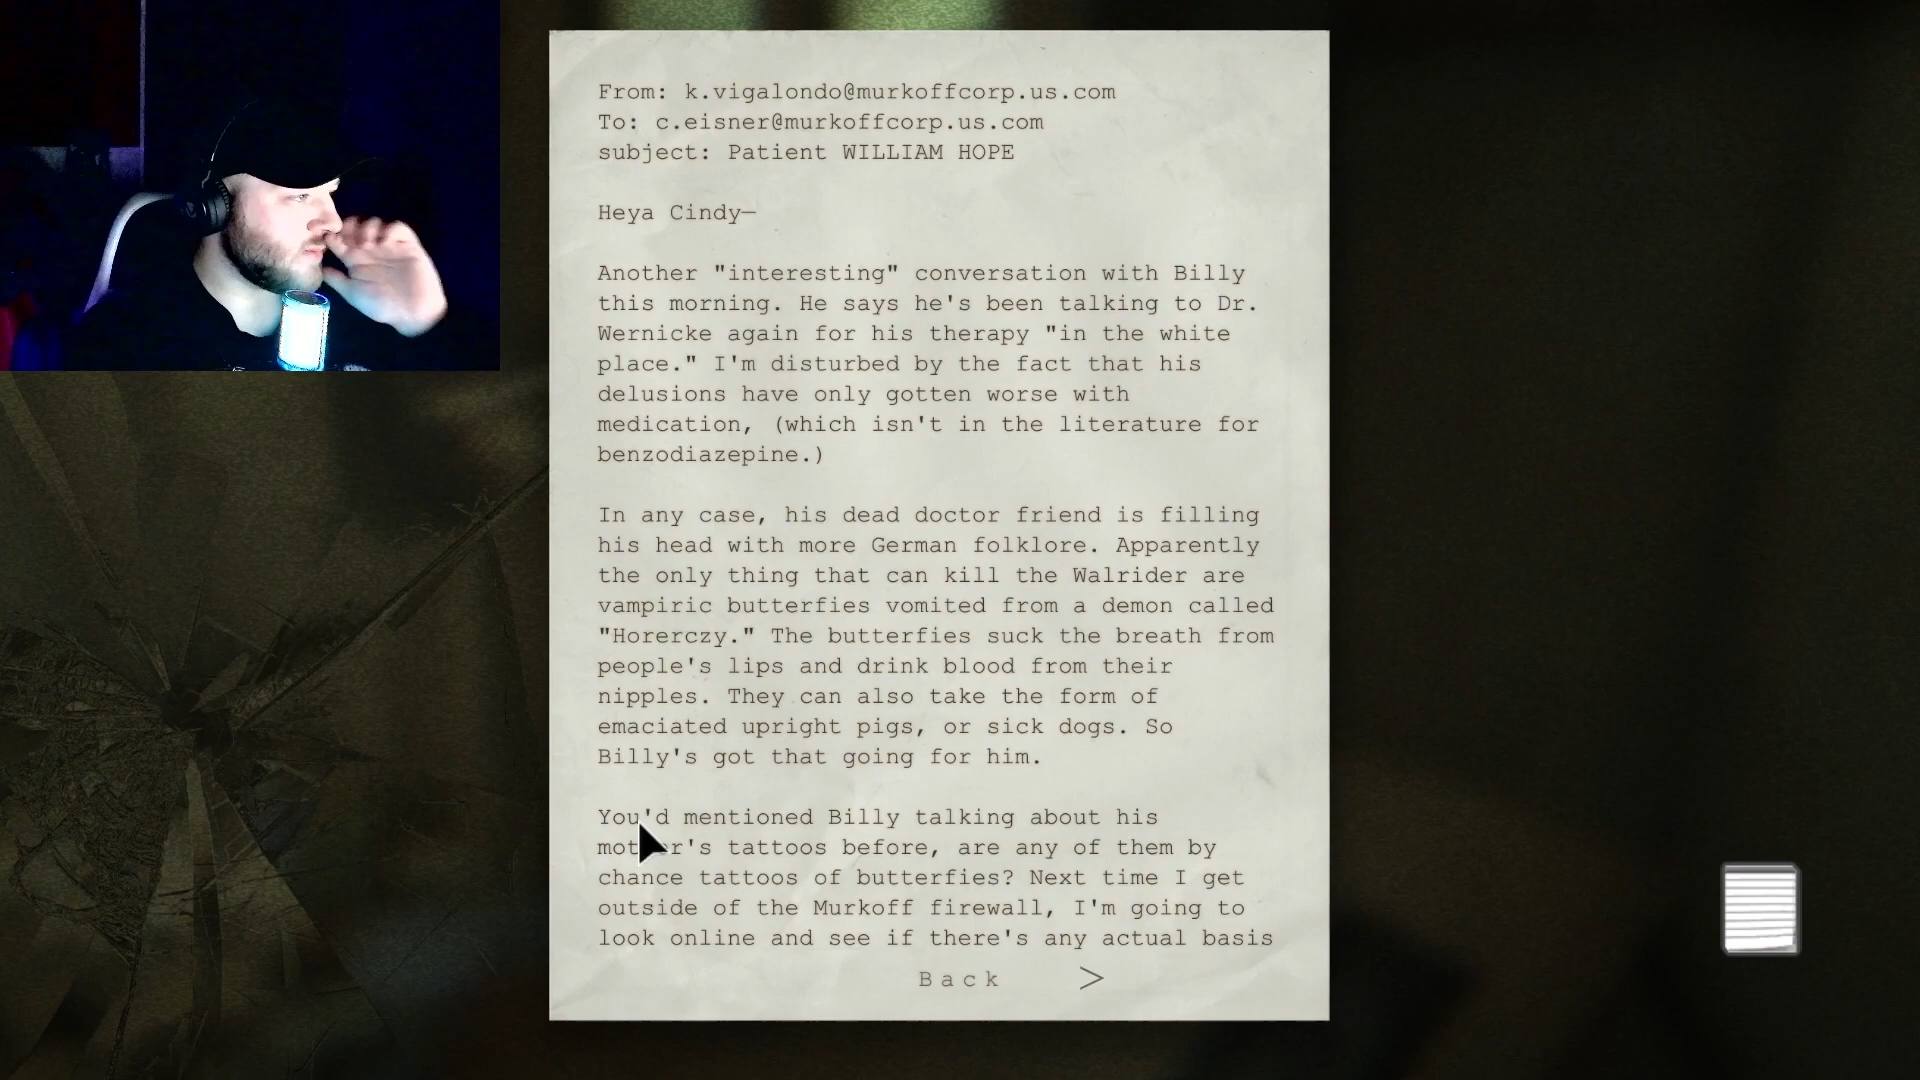 From: k.vigalondo@murkoffcorp.us.com
To: c.eisner@murkoffcorp.us.com
subject: Patient WILLIAM HOPE
Heya Cindy—
Another "interesting" conversation with Billy
this morning. He says he's been talking to Dr.
Wernicke again for his therapy "in the white
place." I'm disturbed by the fact that his
delusions have only gotten worse with
medication, (which isn't in the literature for
benzodiazepine.)
In any case, his dead doctor friend is filling
his head with more German folklore. Apparently
the only thing that can kill the Walrider are
vampiric butterfies vomited from a demon called
"Horerczy." The butterfies suck the breath from
people's lips and drink blood from their
nipples. They can also take the form of
emaciated upright pigs, or sick dogs. So
Billy's got that going for him.
You'd mentioned Billy talking about his
mother's tattoos before, are any of them by
chance tattoos of butterfies? Next time I get
outside of the Murkoff firewall, I'm going to
look online and see if there's any actual basis
Back >